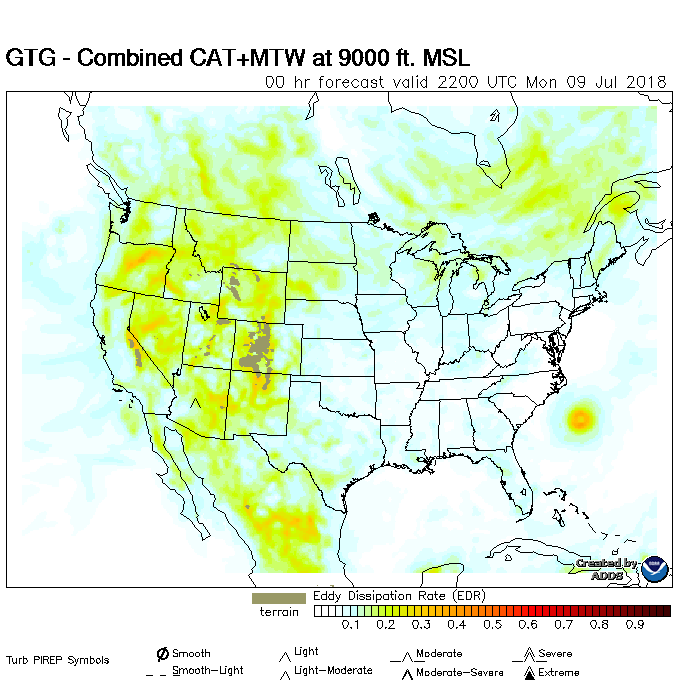 GTG - Combined CAT+MTW at 9000 ft. MSL
00 hr forecast valid 2200 UTC Mon 09 Jul 2018
Created by
ADDS
terrain
Eddy Dissipation Rate (EDR)
0.1 0.2 0.3 0.4 0.5 0.6 0.7 0.8 0.9
Turb PIREP Symbols
Smooth
Smooth-Light
Light
Light-Moderate
Moderate
Moderate-Severe
Severe
Extreme